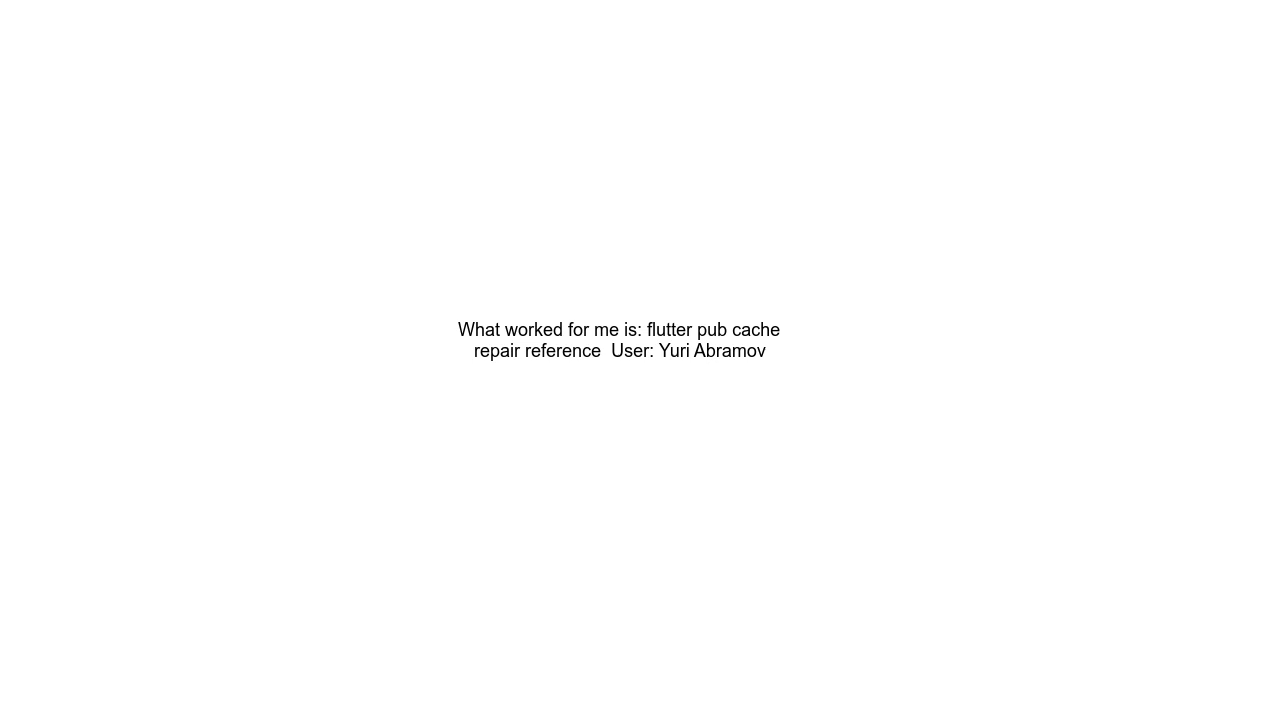 What worked for me is: flutter pub cache
repair reference  User: Yuri Abramov